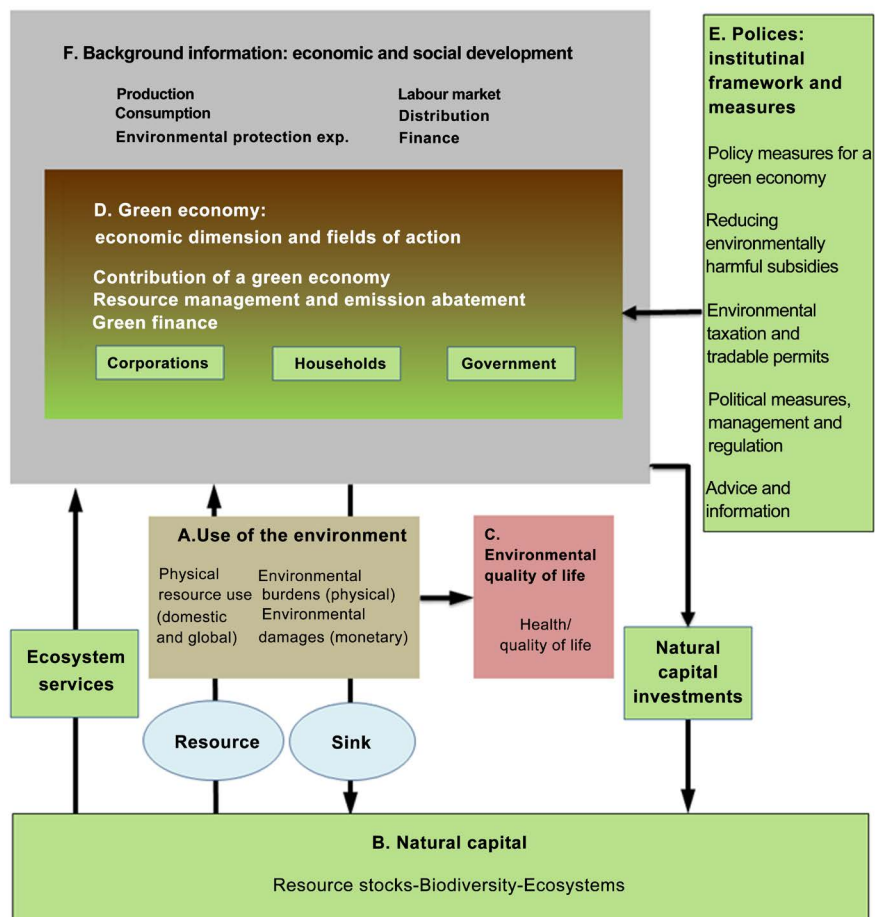 F. Background information: economic and social development
Production
Consumption
Environmental protection exp.
Labour market
Distribution
Finance
D. Green economy:
economic dimension and fields of action
Contribution of a green economy
Resource management and emission abatement
Green finance
Corporations
Households
Government
E. Polices:
institutinal
framework and
measures
Policy measures for a
green economy
Reducing
environmentally
harmful subsidies
Environmental
taxation and
tradable permits
Political measures,
management and
regulation
Advice and
information
A.Use of the environment
Physical
resource use
(domestic
and global)
Environmental
burdens (physical)
Environmental
damages (monetary)
C.
Environmental
quality of life
Health/
quality of life
Ecosystem
services
Resource
Sink
Natural
capital
investments
B. Natural capital
Resource stocks-Biodiversity-Ecosystems